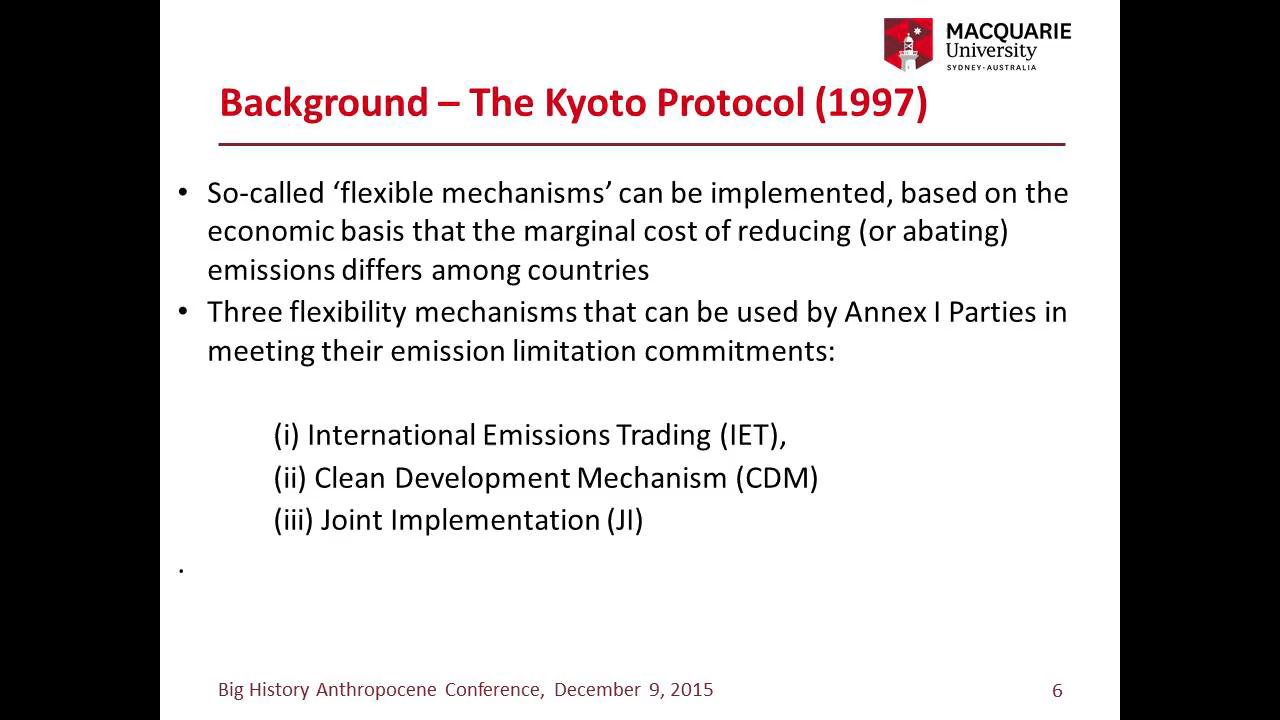 MACQUARIE
University
SYDNEY·AUSTRALIA
Background – The Kyoto Protocol (1997)
• So-called ‘flexible mechanisms’ can be implemented, based on the
economic basis that the marginal cost of reducing (or abating)
emissions differs among countries
• Three flexibility mechanisms that can be used by Annex I Parties in
meeting their emission limitation commitments:
(i) International Emissions Trading (IET),
(ii) Clean Development Mechanism (CDM)
(iii) Joint Implementation (JI)
.
Big History Anthropocene Conference, December 9, 2015
6